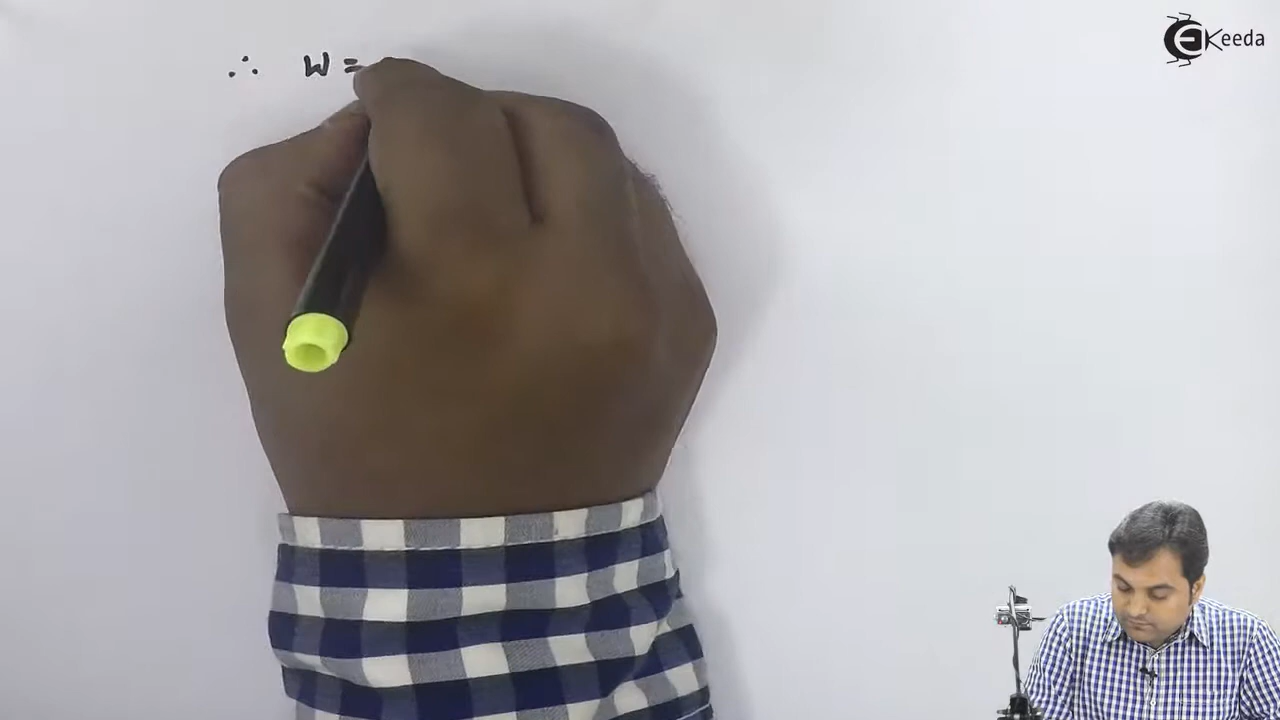 ∴ W =
EKeeda